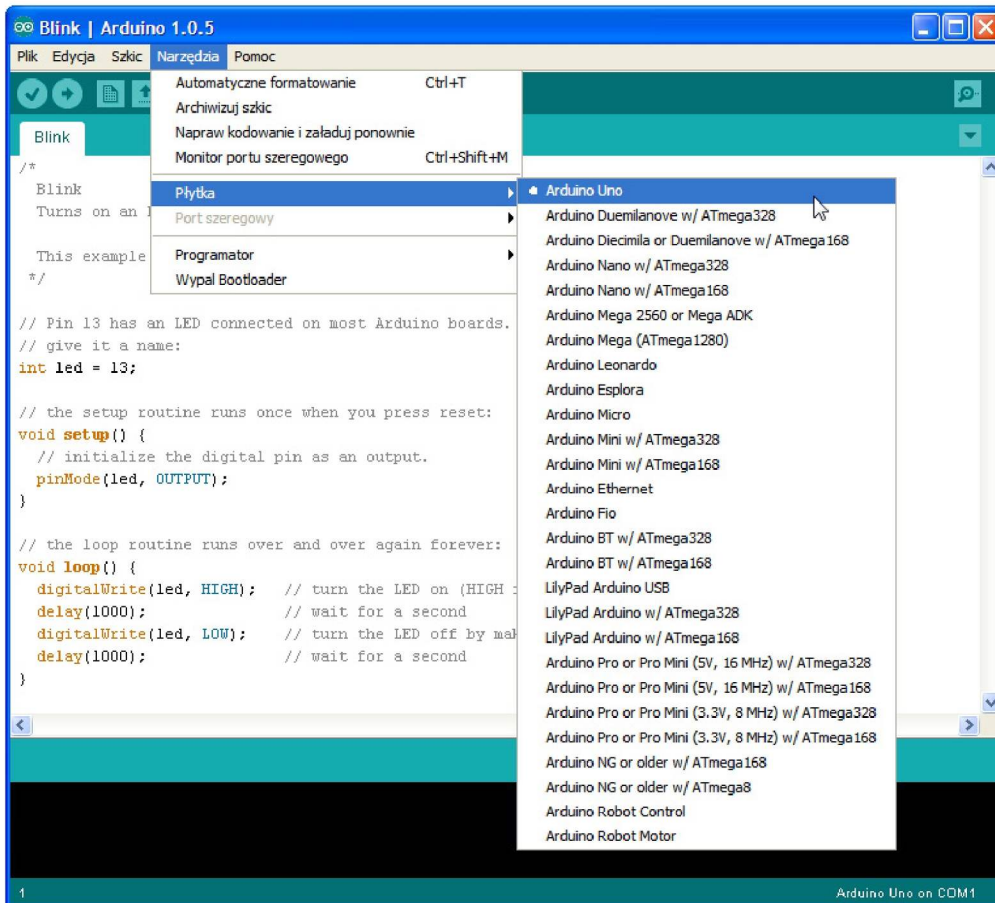 Blink | Arduino 1.0.5
Plik Edycja Szkic Narzędzia Pomoc
Automatyczne formatowanie Ctrl+T
Archiwizuj szkic
Napraw kodowanie i załaduj ponownie
Monitor portu szeregowego Ctrl+Shift+M
Płytka
Port szeregowy
Programator
Wypal Bootloader
Arduino Uno
Arduino Duemilanove w/ ATmega328
Arduino Diecimila or Duemilanove w/ ATmega168
Arduino Nano w/ ATmega328
Arduino Nano w/ ATmega168
Arduino Mega 2560 or Mega ADK
Arduino Mega (ATmega1280)
Arduino Leonardo
Arduino Esplora
Arduino Micro
Arduino Mini w/ ATmega328
Arduino Mini w/ ATmega168
Arduino Ethernet
Arduino Fio
Arduino BT w/ ATmega328
Arduino BT w/ ATmega168
LilyPad Arduino USB
LilyPad Arduino w/ ATmega328
LilyPad Arduino w/ ATmega168
Arduino Pro or Pro Mini (5V, 16 MHz) w/ ATmega328
Arduino Pro or Pro Mini (5V, 16 MHz) w/ ATmega168
Arduino Pro or Pro Mini (3.3V, 8 MHz) w/ ATmega328
Arduino Pro or Pro Mini (3.3V, 8 MHz) w/ ATmega168
Arduino NG or older w/ ATmega168
Arduino NG or older w/ ATmega8
Arduino Robot Control
Arduino Robot Motor
Blink
/*
Blink
Turns on an
This example
*/
// Pin 13 has an LED connected on most Arduino boards.
// give it a name:
int led = 13;
// the setup routine runs once when you press reset:
void setup() {
// initialize the digital pin as an output.
pinMode(led, OUTPUT);
}
// the loop routine runs over and over again forever:
void loop() {
digitalWrite(led, HIGH); // turn the LED on (HIGH
delay(1000); // wait for a second
digitalWrite(led, LOW); // turn the LED off by mak
delay(1000); // wait for a second
}
1
Arduino Uno on COM1